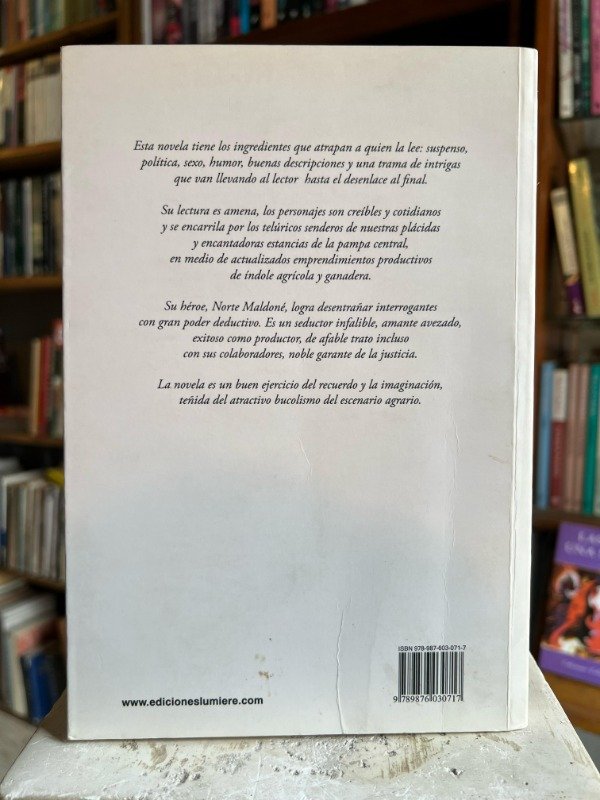 Esta novela tiene los ingredientes que atrapan a quien la lee: suspenso,
política, sexo, humor, buenas descripciones y una trama de intrigas
que van llevando al lector hasta el desenlace al final.
Su lectura es amena, los personajes son creíbles y cotidianos
y se encarrila por los telúricos senderos de nuestras plácidas
y encantadoras estancias de la pampa central,
en medio de actualizados emprendimientos productivos
de índole agrícola y ganadera.
Su héroe, Norte Maldoné, logra desentrañar interrogantes
con gran poder deductivo. Es un seductor infalible, amante avezado,
exitoso como productor, de afable trato incluso
con sus colaboradores, noble garante de la justicia.
La novela es un buen ejercicio del recuerdo y la imaginación,
teñida del atractivo bucolismo del escenario agrario.
ISBN 978-987-603-071-7
9789876030717
www.edicioneslumiere.com